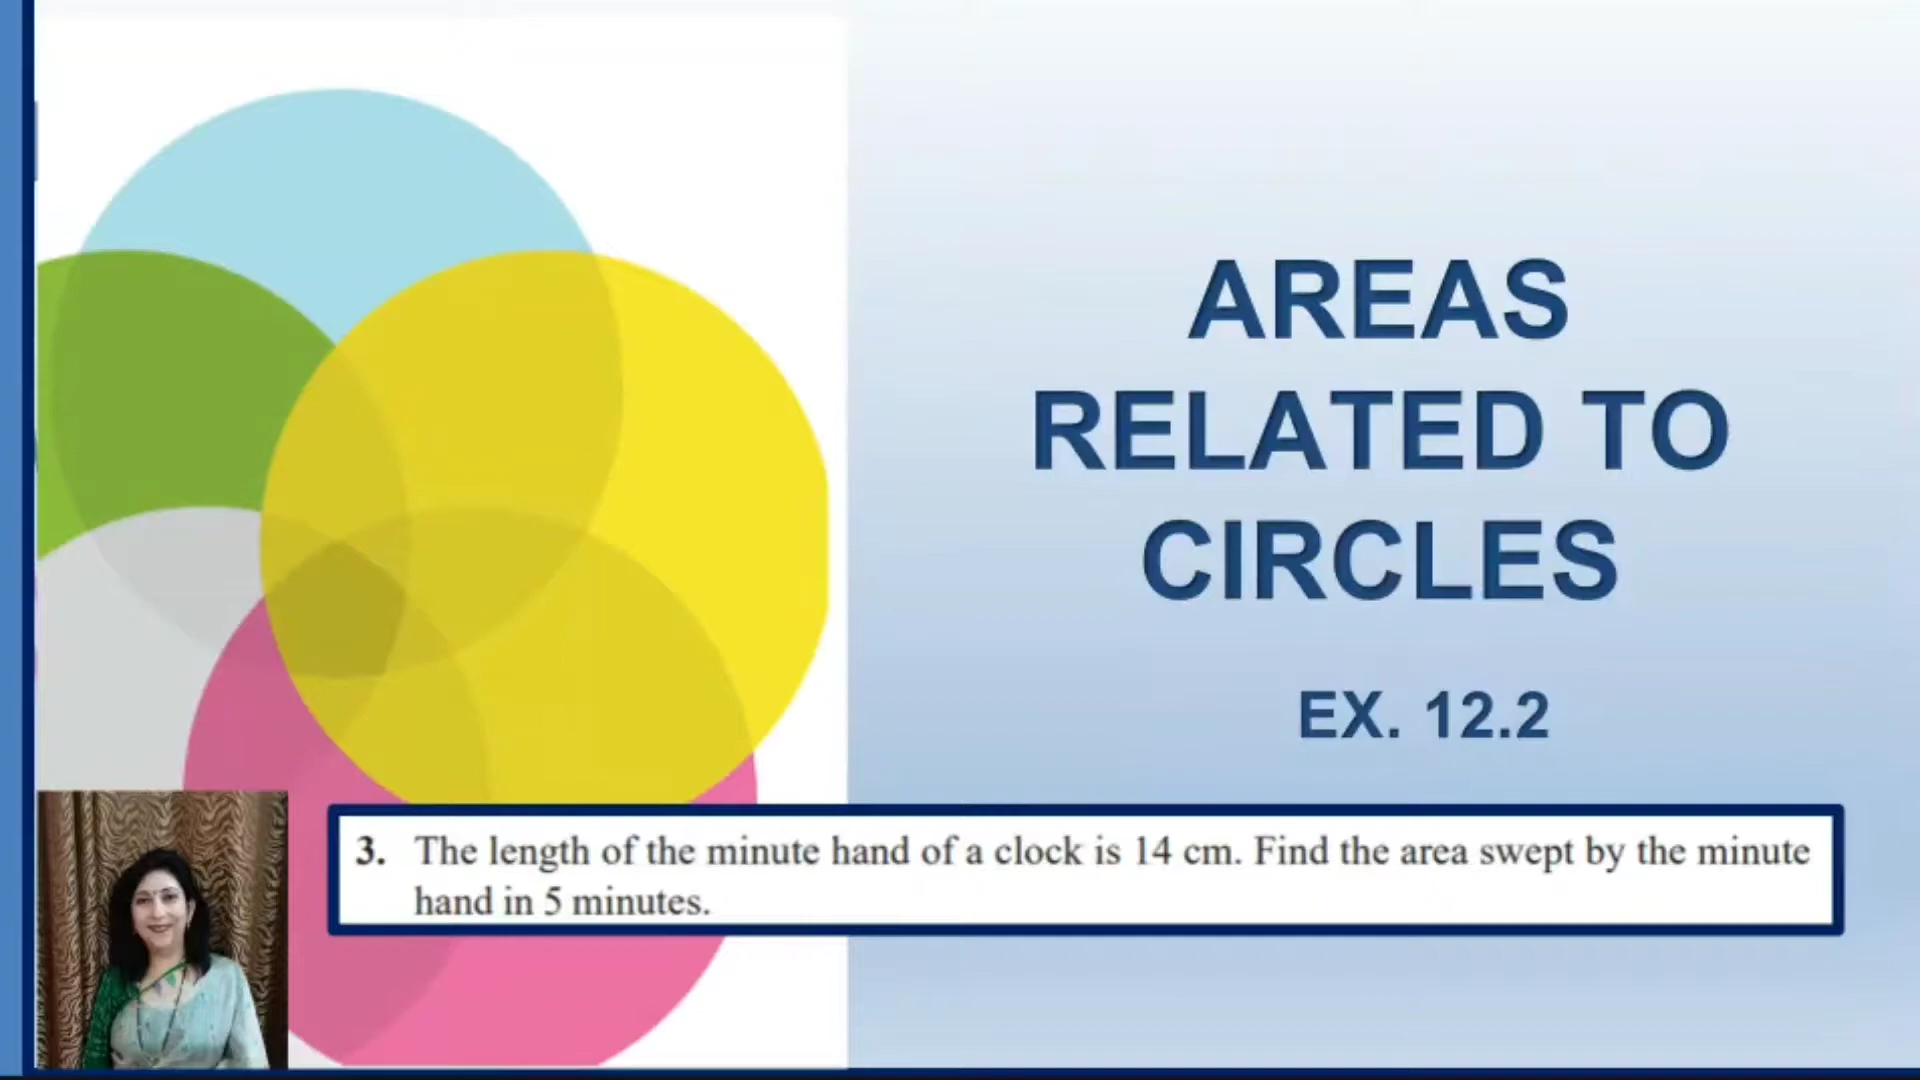 AREAS
RELATED TO
CIRCLES
EX. 12.2
3. The length of the minute hand of a clock is 14 cm. Find the area swept by the minute
hand in 5 minutes.